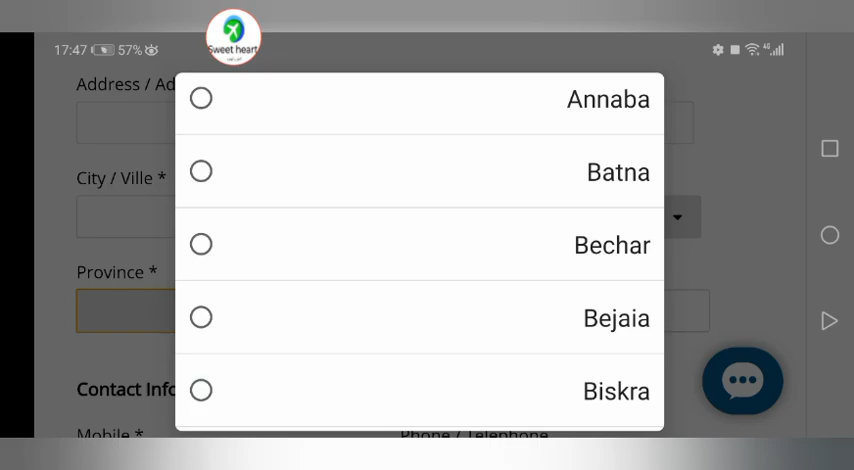 17:47 57%
Sweet heart
4G
Address / Ad
Annaba
Batna
City / Ville *
Bechar
Province *
Bejaia
Biskra
Contact Info
Mobile *
Phone / Telephone